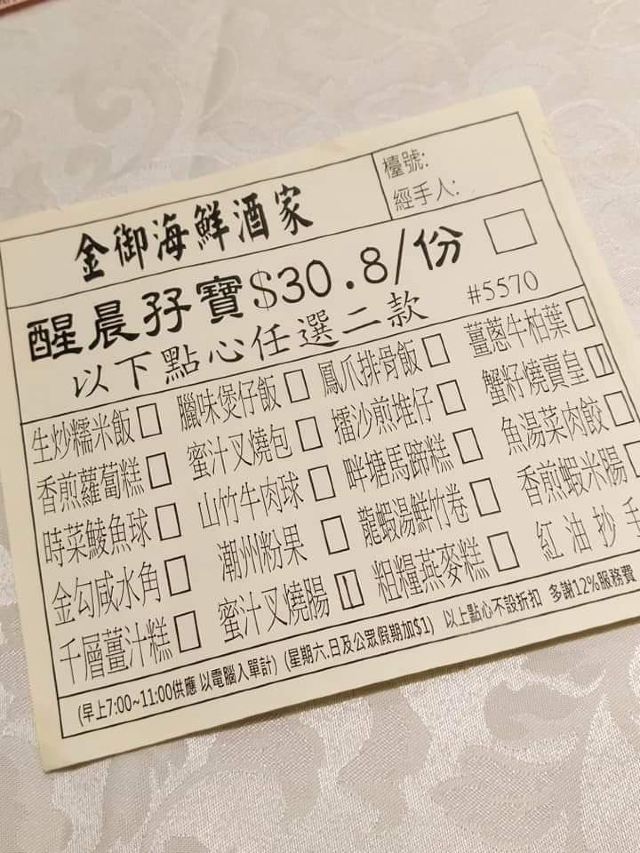 檯號:
經手人:
金御海鮮酒家
醒晨孖寶$30.8/份
以下點心任選二款 #5570
生炒糯米飯 臘味煲仔飯 鳳爪排骨飯 薑蔥牛柏葉
香煎蘿蔔糕 蜜汁叉燒包 擂沙煎堆仔 蟹籽燒賣皇
時菜鯪魚球 山竹牛肉球 畔塘馬蹄糕 魚湯菜肉餃
金勾咸水角 潮州粉果 龍蝦湯鮮竹卷 香煎蝦米腸
千層薑汁糕 蜜汁叉燒腸 粗糧燕麥糕 紅油抄手
(早上7:00~11:00供應 以電腦入單計) (星期六.日及公眾假期加$1) 以上點心不設折扣 多謝12%服務費